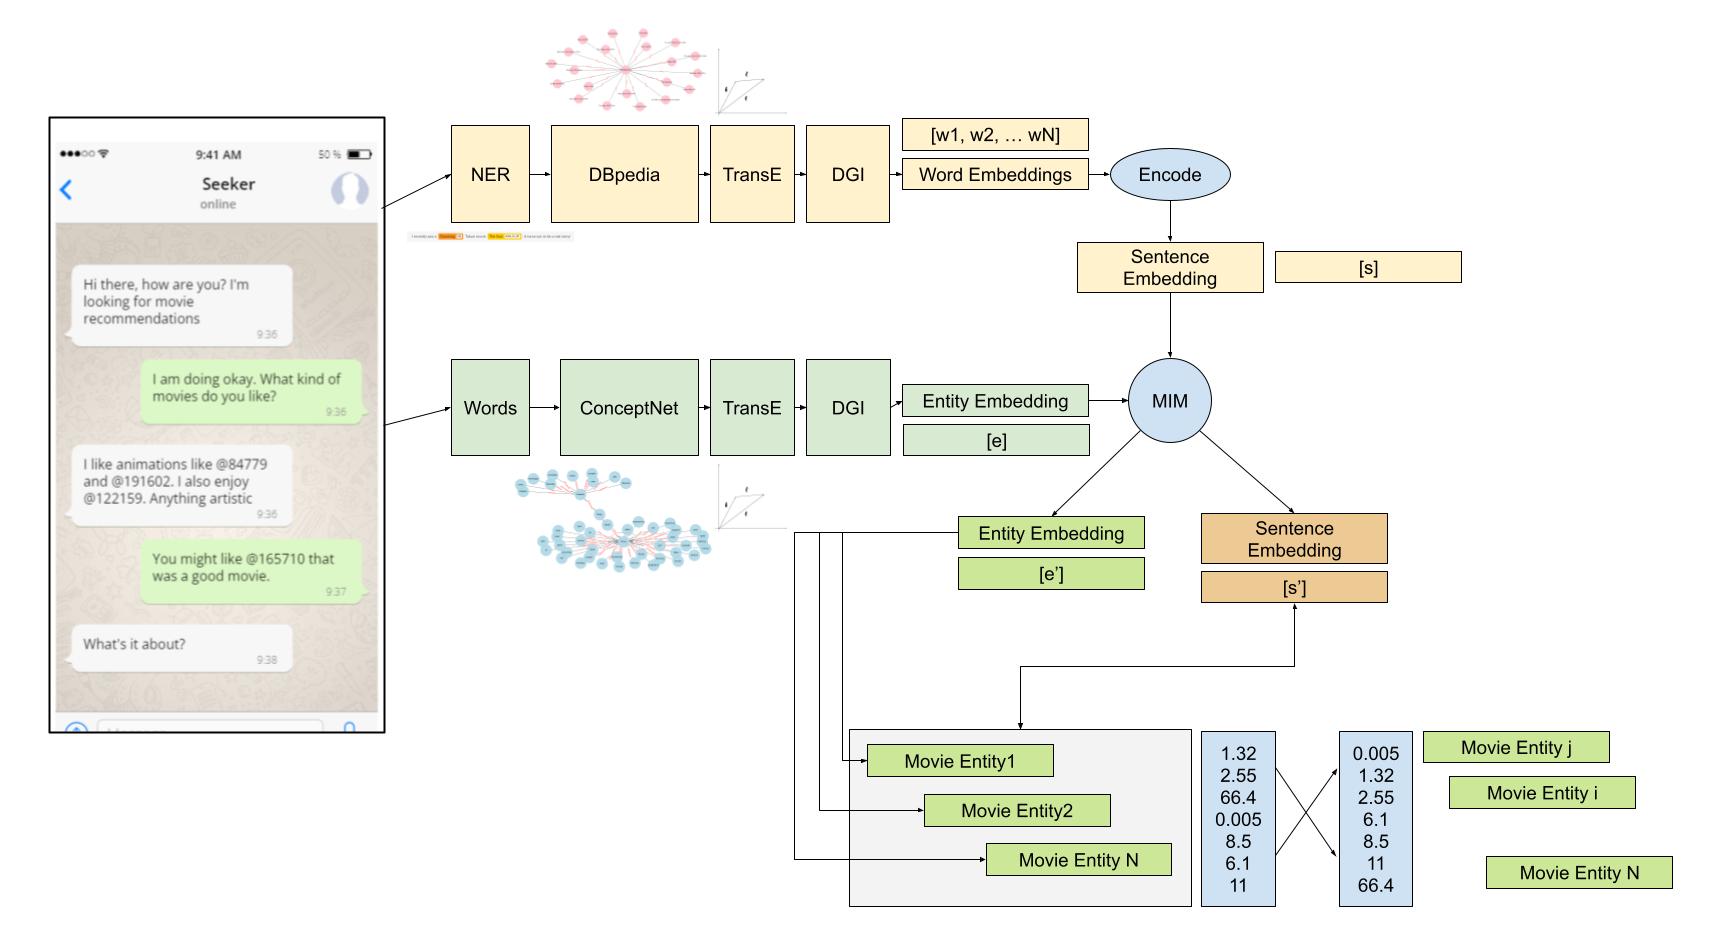 9:41 AM
50 %
Seeker
online
Hi there, how are you? I'm
looking for movie
recommendations
9:36
I am doing okay. What kind of
movies do you like?
9:36
I like animations like @84779
and @191602. I also enjoy
@122159. Anything artistic
9:36
You might like @165710 that
was a good movie.
9:37
What's it about?
9:38
NER
DBpedia
TransE
DGI
[w1, w2, … wN]
Word Embeddings
Encode
Sentence
Embedding
[s]
Words
ConceptNet
TransE
DGI
Entity Embedding
[e]
MIM
Entity Embedding
[e’]
Sentence
Embedding
[s’]
Movie Entity1
Movie Entity2
Movie Entity N
1.32
2.55
66.4
0.005
8.5
6.1
11
0.005
1.32
2.55
6.1
8.5
11
66.4
Movie Entity j
Movie Entity i
Movie Entity N